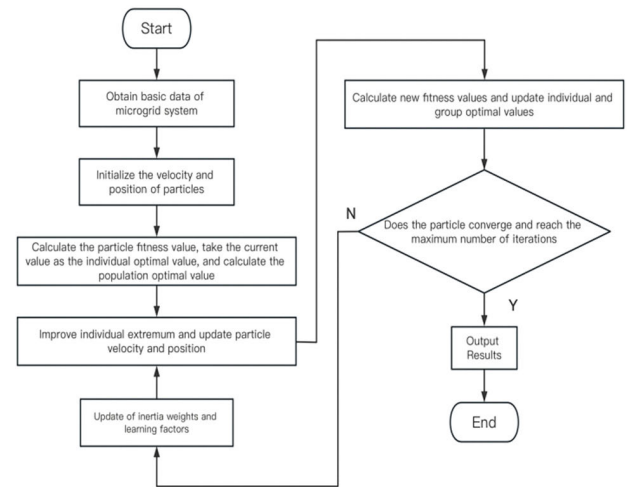 Start
Obtain basic data of
microgrid system
Initialize the velocity and
position of particles
Calculate the particle fitness value, take the current
value as the individual optimal value, and calculate the
population optimal value
Improve individual extremum and update particle
velocity and position
Update of inertia weights and
learning factors
Calculate new fitness values and update individual and
group optimal values
N
Does the particle converge and reach the
maximum number of iterations
Y
Output
Results
End